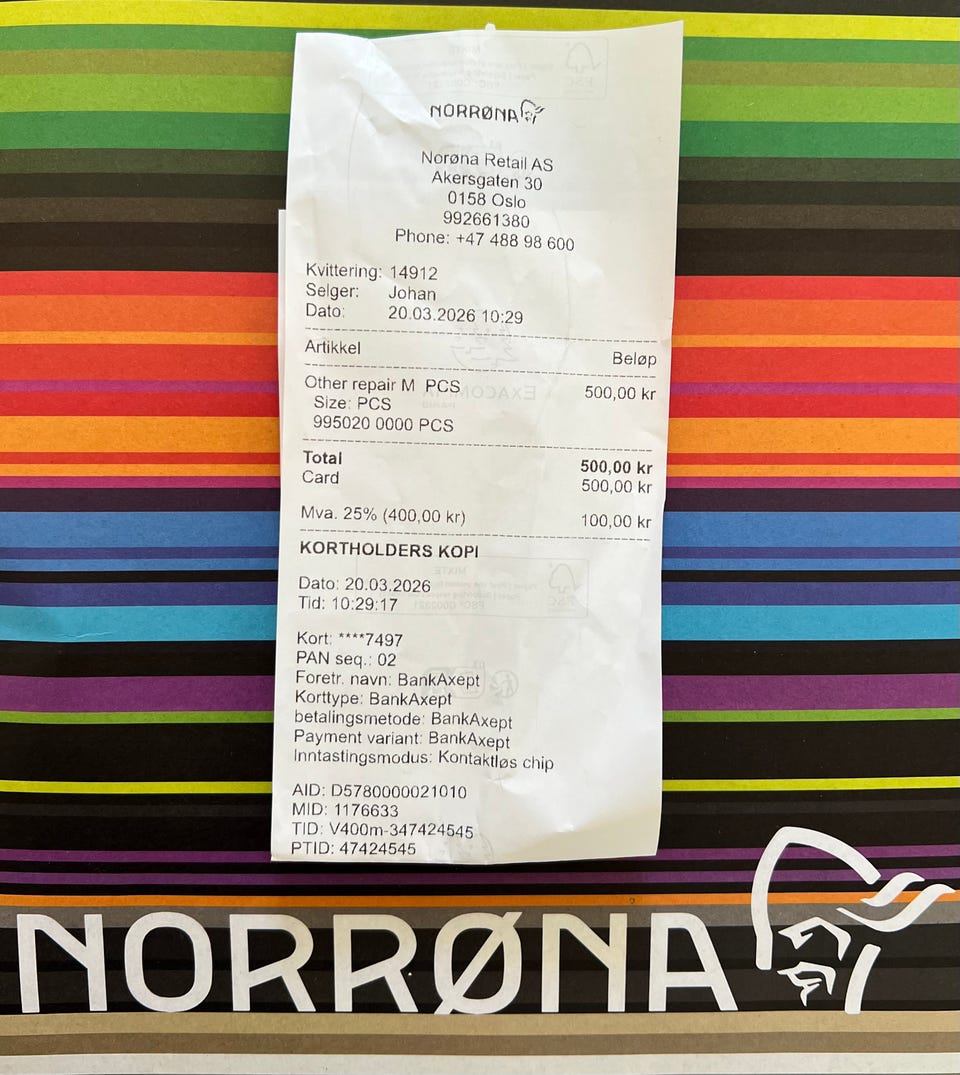 NORRØNA
Norøna Retail AS
Akersgaten 30
0158 Oslo
992661380
Phone: +47 488 98 600
Kvittering: 14912
Selger: Johan
Dato: 20.03.2026 10:29
Artikkel Beløp
Other repair M PCS 500,00 kr
Size: PCS
995020 0000 PCS
Total 500,00 kr
Card 500,00 kr
Mva. 25% (400,00 kr) 100,00 kr
KORTHOLDERS KOPI
Dato: 20.03.2026
Tid: 10:29:17
Kort: ****7497
PAN seq.: 02
Foretr. navn: BankAxept
Korttype: BankAxept
betalingsmetode: BankAxept
Payment variant: BankAxept
Inntastingsmodus: Kontaktløs chip
AID: D5780000021010
MID: 1176633
TID: V400m-347424545
PTID: 47424545
NORRØNA